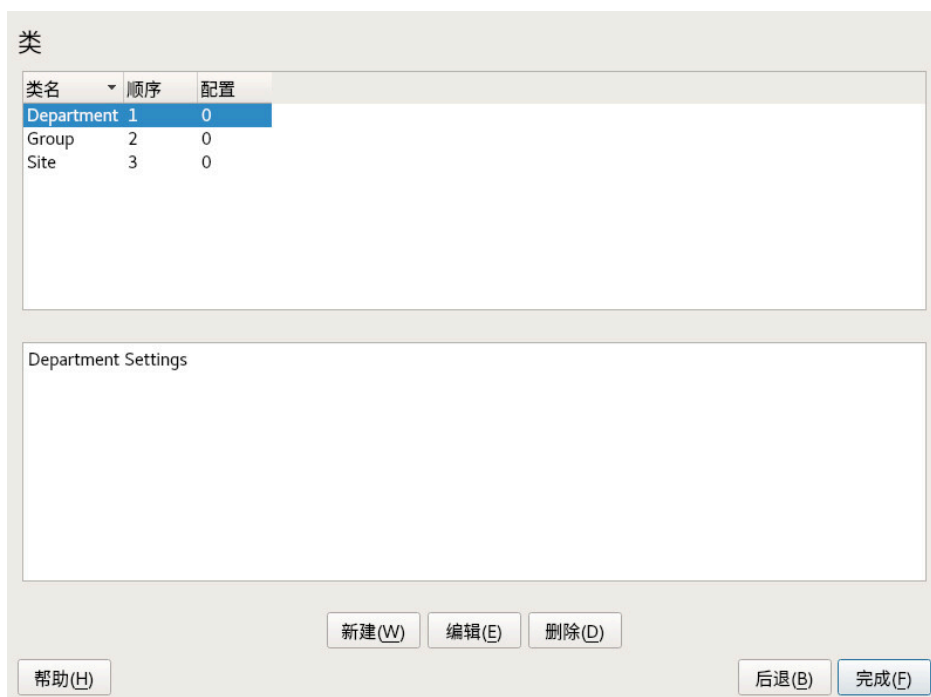 类
类名 顺序 配置
Department 1 0
Group 2 0
Site 3 0
Department Settings
新建(W) 编辑(E) 删除(D)
帮助(H) 后退(B) 完成(F)